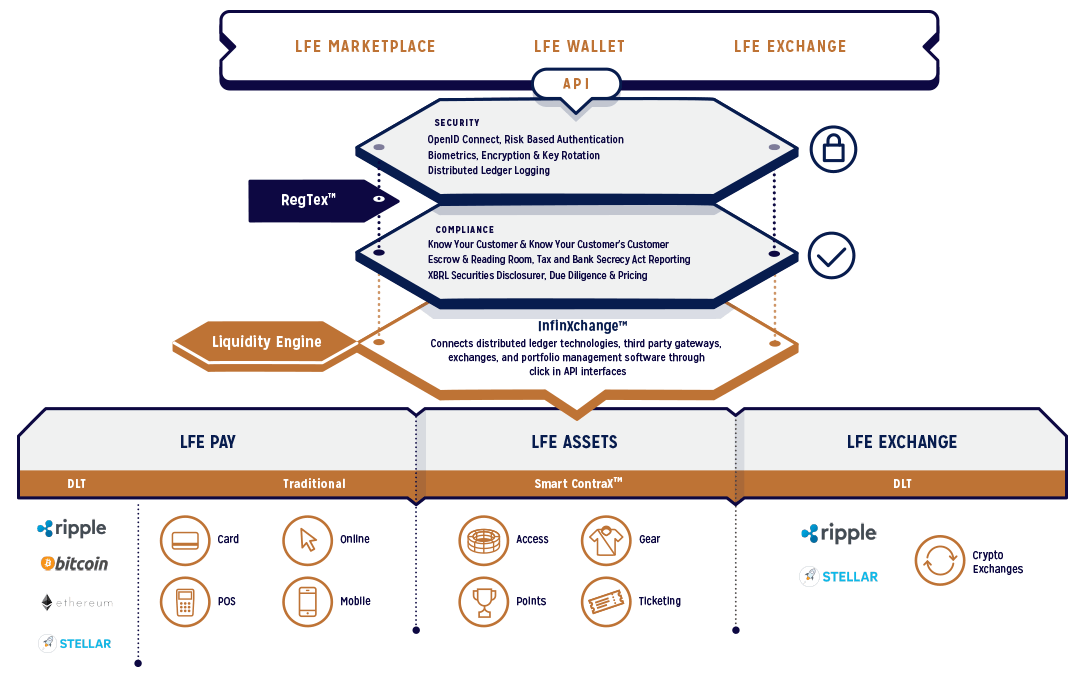 LFE MARKETPLACE LFE WALLET LFE EXCHANGE
API
SECURITY
OpenID Connect, Risk Based Authentication
Biometrics, Encryption & Key Rotation
Distributed Ledger Logging
RegTex™
COMPLIANCE
Know Your Customer & Know Your Customer's Customer
Escrow & Reading Room, Tax and Bank Secrecy Act Reporting
XBRL Securities Disclosurer, Due Diligence & Pricing
Liquidity Engine
InfinXchange™
Connects distributed ledger technologies, third party gateways,
exchanges, and portfolio management software through
click in API interfaces
LFE PAY LFE ASSETS LFE EXCHANGE
DLT Traditional Smart ContraX™ DLT
ripple
bitcoin
ethereum
STELLAR
Card
Online
POS
Mobile
Access
Gear
Points
Ticketing
ripple
STELLAR
Crypto
Exchanges